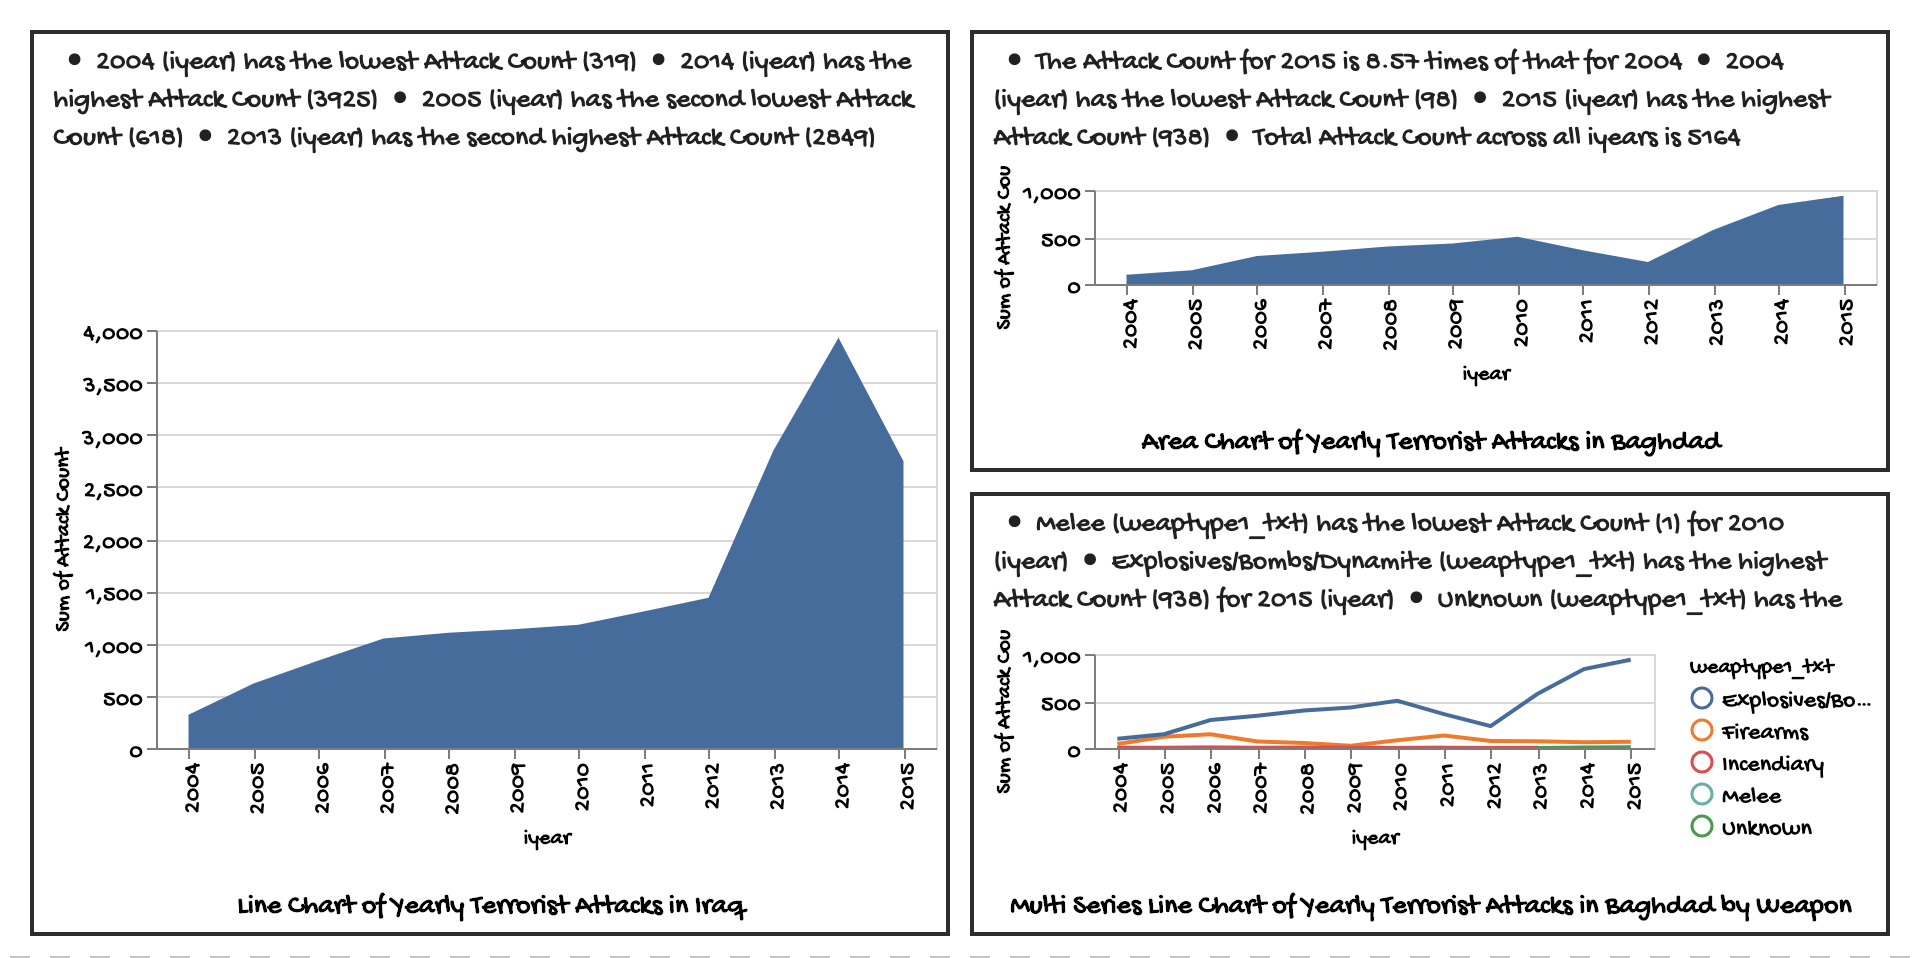 • 2004 (iyear) has the lowest Attack Count (319) • 2014 (iyear) has the
highest Attack Count (3925) • 2005 (iyear) has the second lowest Attack
Count (618) • 2013 (iyear) has the second highest Attack Count (2849)
4,000
3,500
3,000
2,500
2,000
1,500
1,000
500
0
Sum of Attack Count
2004
2005
2006
2007
2008
2009
2010
2011
2012
2013
2014
2015
iyear
Line Chart of Yearly Terrorist Attacks in Iraq
• The Attack Count for 2015 is 8.57 times of that for 2004 • 2004
(iyear) has the lowest Attack Count (98) • 2015 (iyear) has the highest
Attack Count (938) • Total Attack Count across all iyears is 5164
Sum of Attack Cou
1,000
500
0
2004
2005
2006
2007
2008
2009
2010
2011
2012
2013
2014
2015
iyear
Area Chart of Yearly Terrorist Attacks in Baghdad
• Melee (weaptype1_txt) has the lowest Attack Count (1) for 2010
(iyear) • Explosives/Bombs/Dynamite (weaptype1_txt) has the highest
Attack Count (938) for 2015 (iyear) • Unknown (weaptype1_txt) has the
Sum of Attack Cou
1,000
500
0
2004
2005
2006
2007
2008
2009
2010
2011
2012
2013
2014
2015
iyear
weaptype1_txt
Explosives/Bo...
Firearms
Incendiary
Melee
Unknown
Multi Series Line Chart of Yearly Terrorist Attacks in Baghdad by Weapon